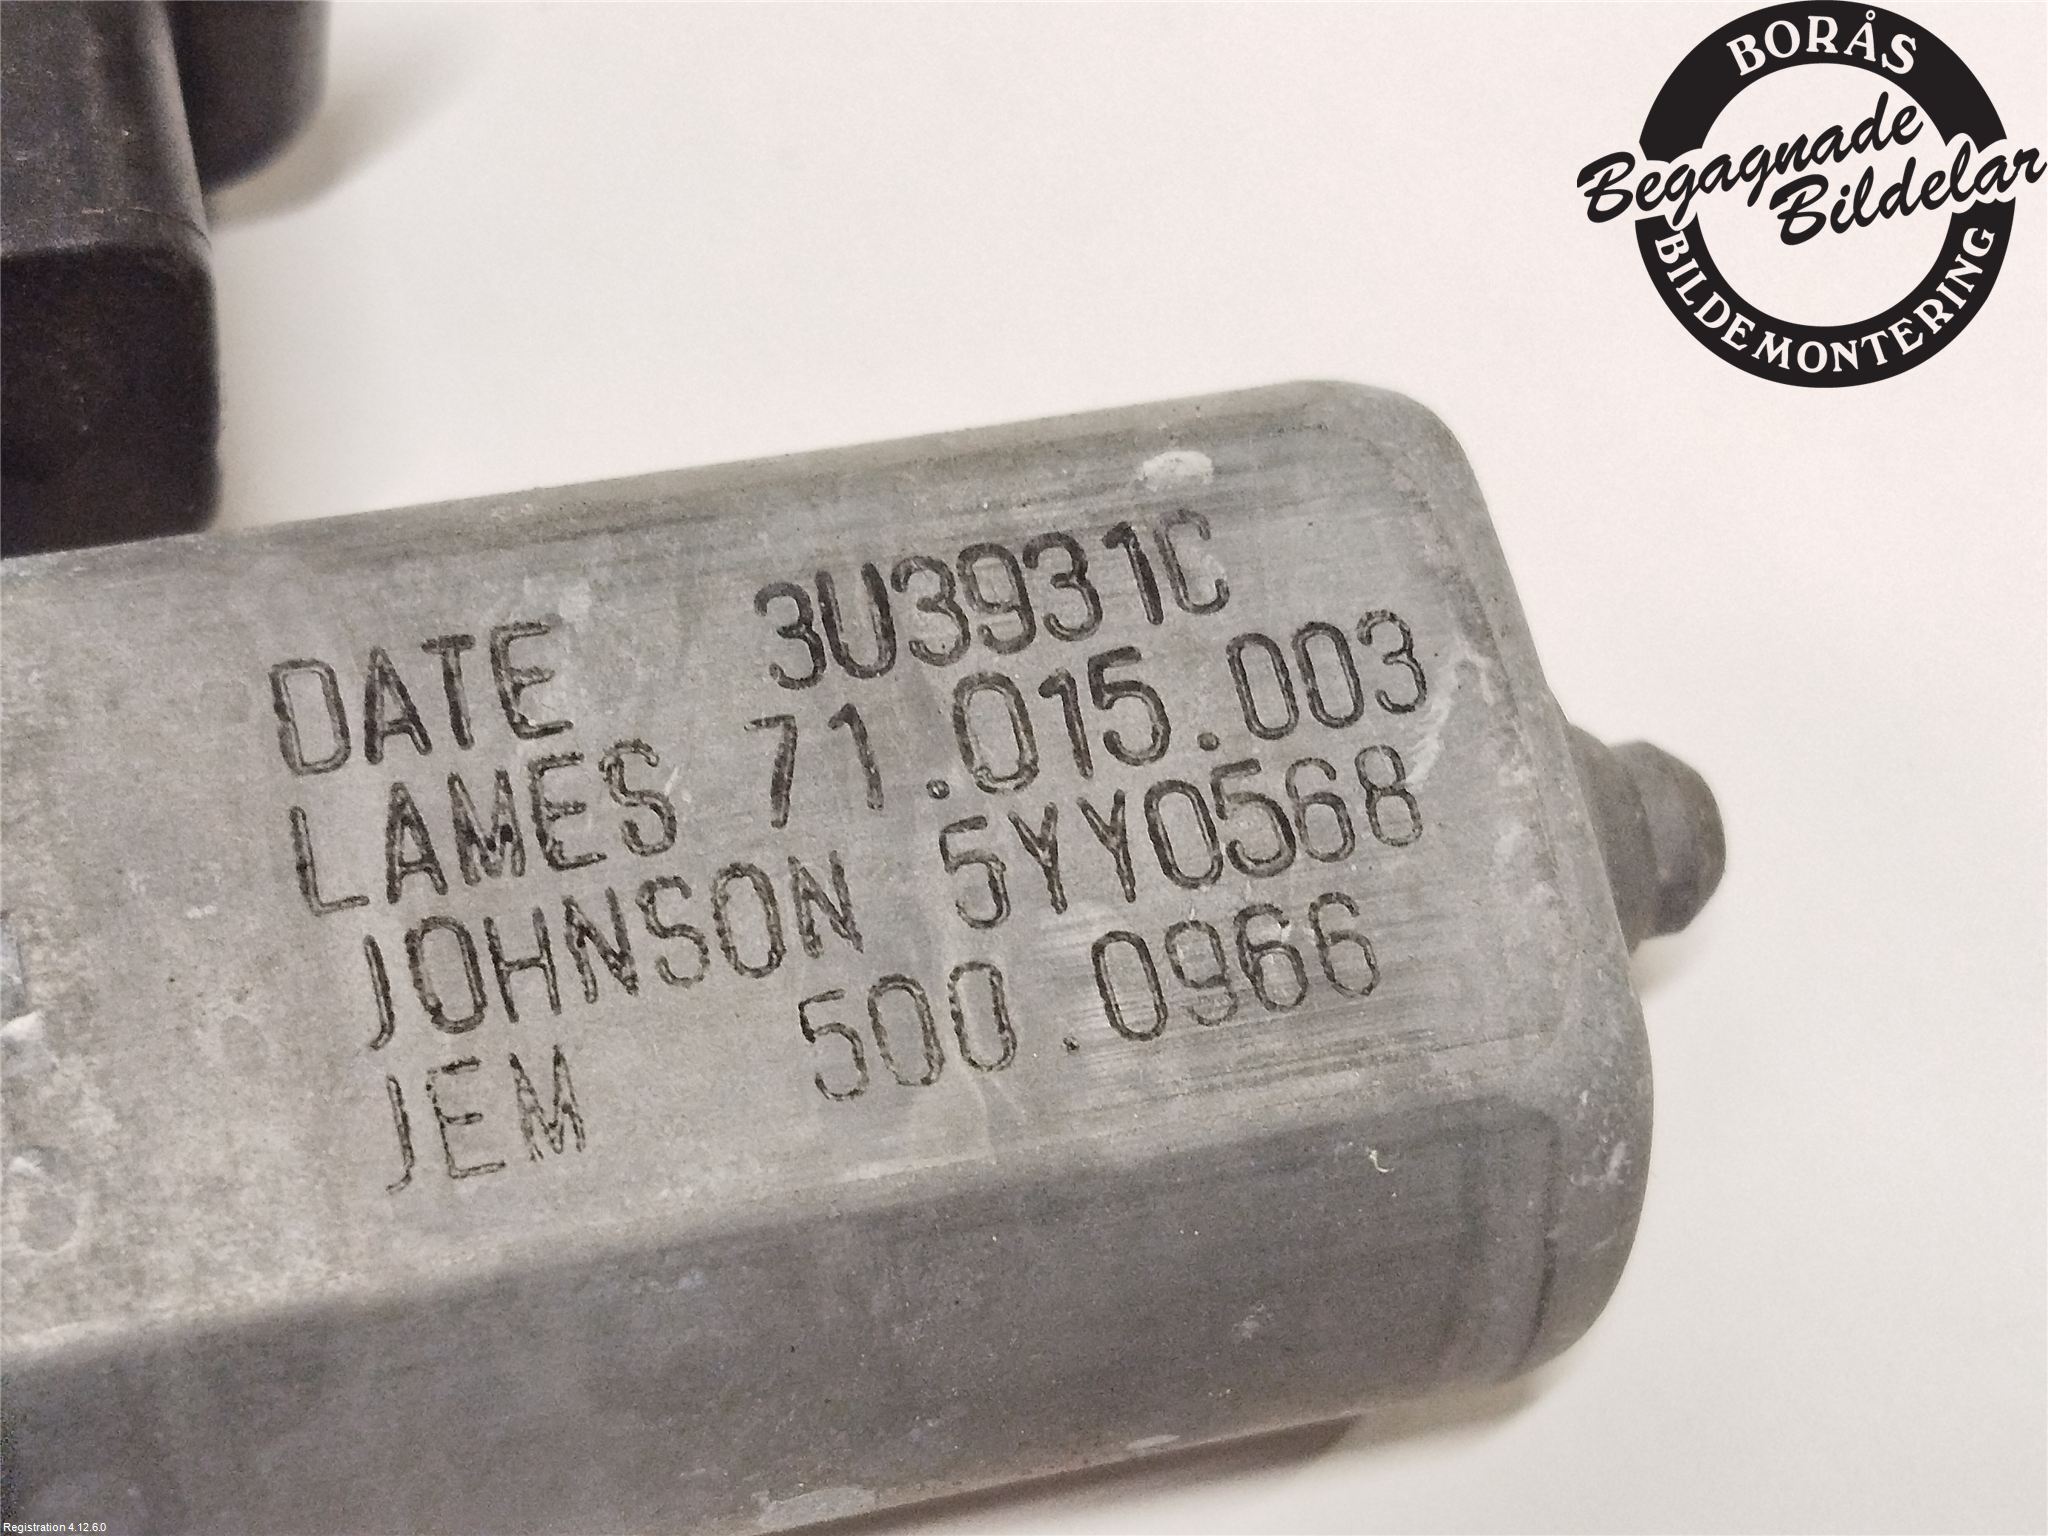 BORÅS
Begagnade
Bildelar
BILDEMONTERING
DATE 3U3931C
LAMES 71.015.003
JOHNSON 5YY0568
JEM 500.0966
Registration 4.12.6.0